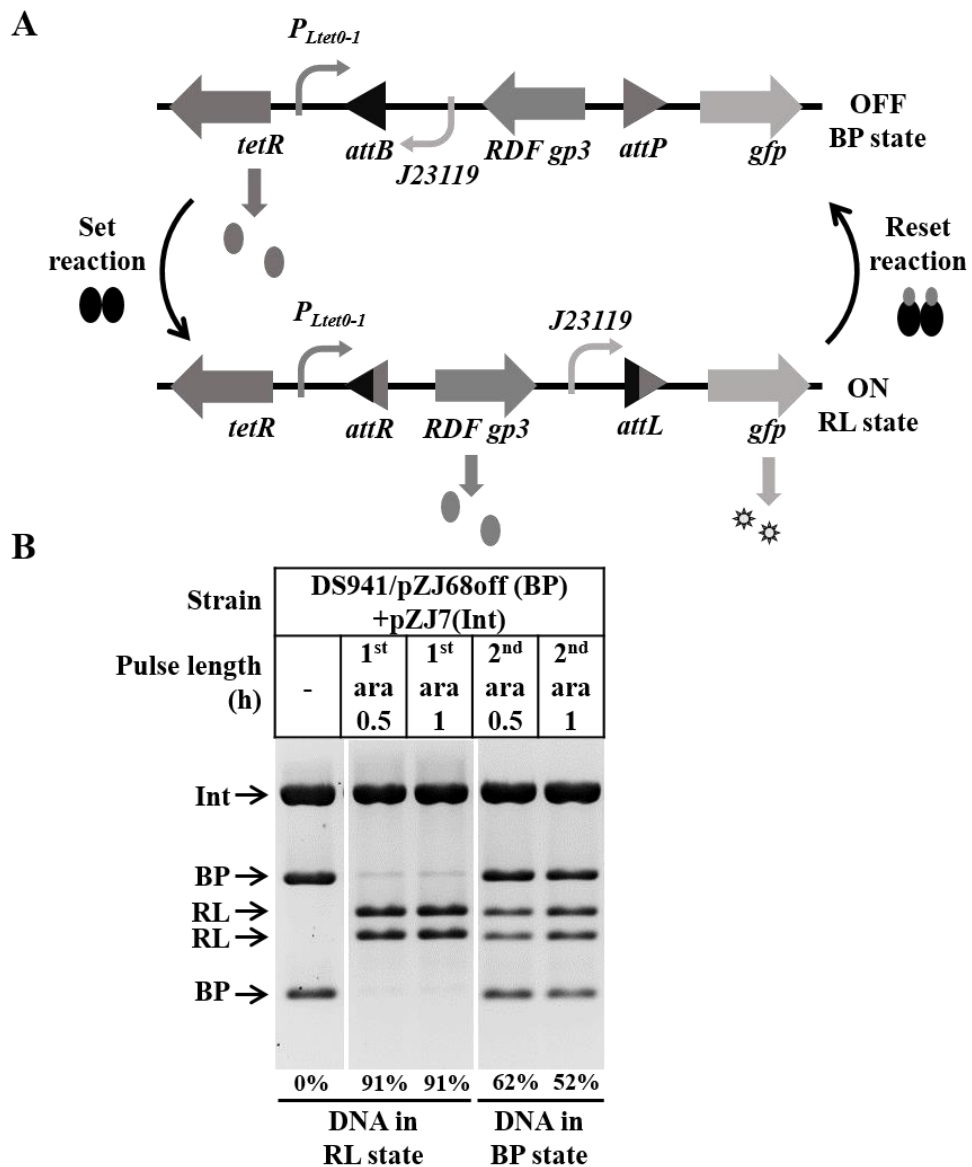 A
P_Ltet0-1
tetR
attB
J23119
RDF gp3
attP
gfp
OFF
BP state
Set
reaction
Reset
reaction
P_Ltet0-1
J23119
tetR
attR
RDF gp3
attL
gfp
ON
RL state
B
Strain
DS941/pZJ68off (BP)
+pZJ7(Int)
Pulse length
(h)
-
1st
ara
0.5
1st
ara
1
2nd
ara
0.5
2nd
ara
1
Int
BP
RL
RL
BP
0% 91% 91% 62% 52%
DNA in
RL state
DNA in
BP state